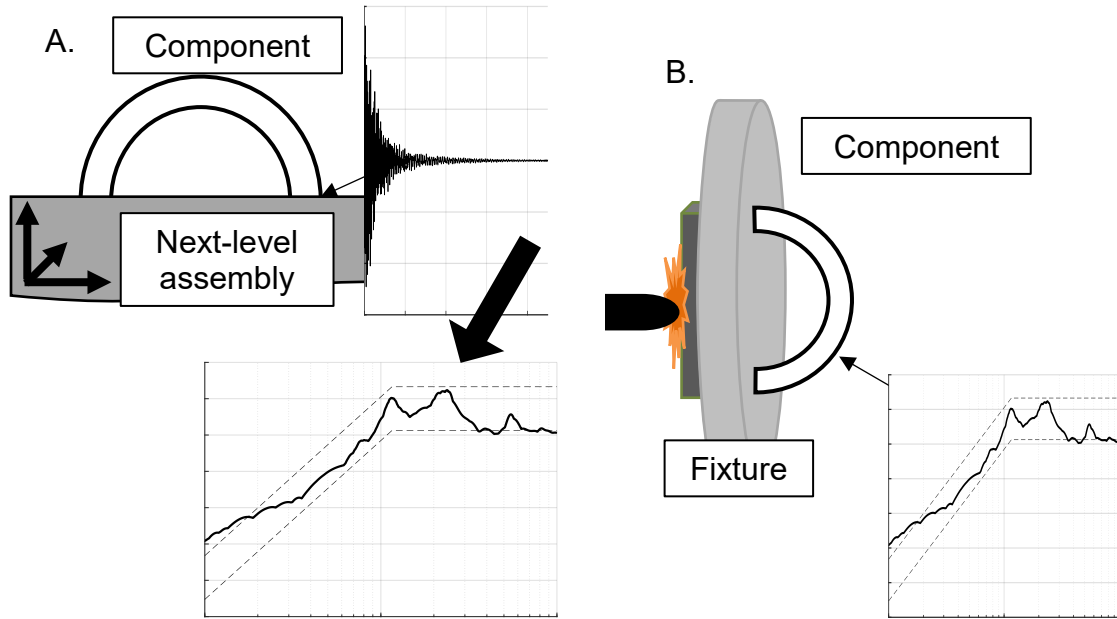 A.
Component
Next-level
assembly
B.
Component
Fixture